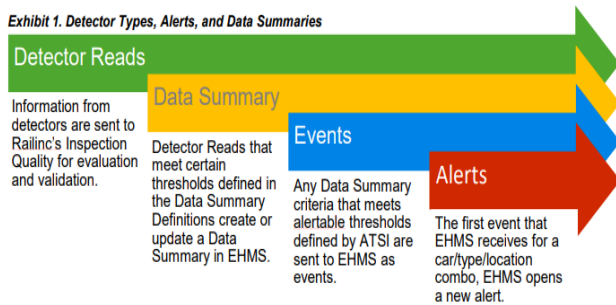 Exhibit 1. Detector Types, Alerts, and Data Summaries
Detector Reads
Information from
detectors are sent to
Railinc's Inspection
Quality for evaluation
and validation.
Data Summary
Detector Reads that
meet certain
thresholds defined in
the Data Summary
Definitions create or
update a Data
Summary in EHMS.
Events
Any Data Summary
criteria that meets
alertable thresholds
defined by ATSI are
sent to EHMS as
events.
Alerts
The first event that
EHMS receives for a
car/type/location
combo, EHMS opens
a new alert.